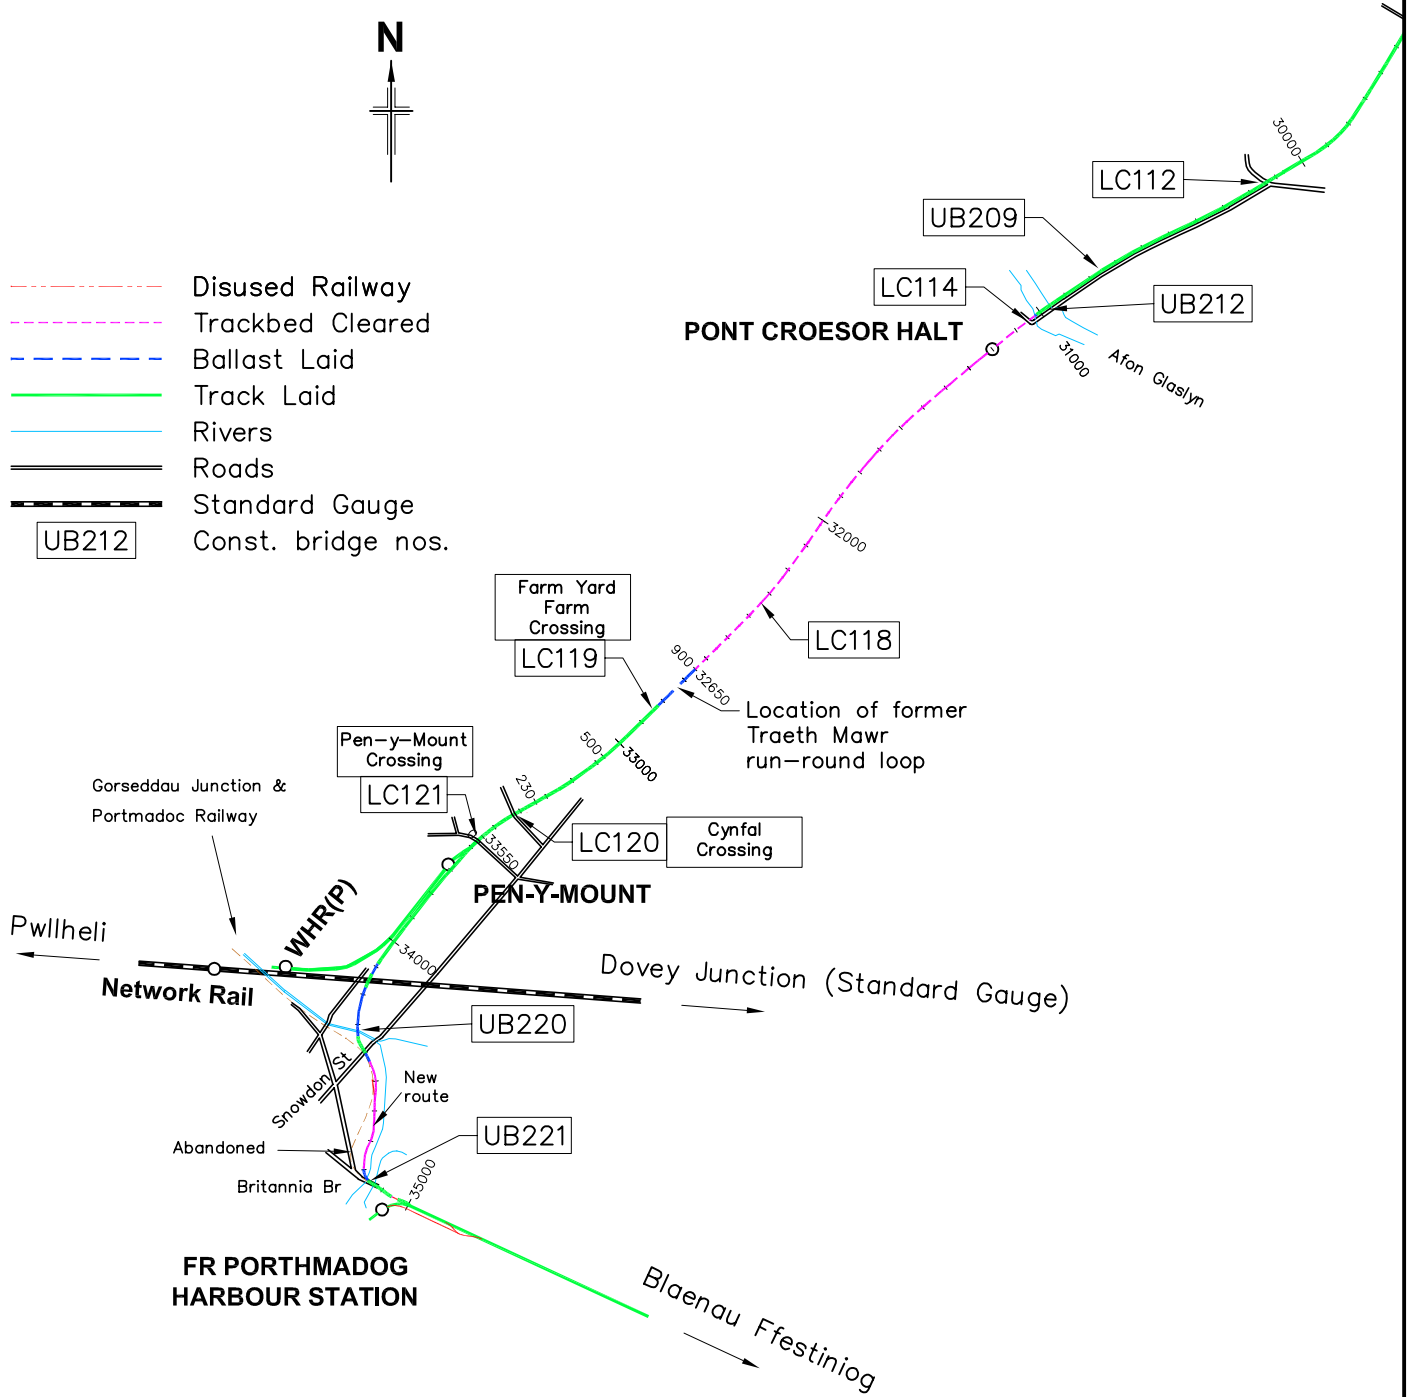 N
30000
LC112
UB209
LC114
UB212
PONT CROESOR HALT
31000
Afon Glaslyn
Disused Railway
Trackbed Cleared
Ballast Laid
Track Laid
Rivers
Roads
Standard Gauge
UB212 Const. bridge nos.
32000
Farm Yard
Farm
Crossing
LC119
LC118
900
32650
Location of former
Traeth Mawr
run-round loop
500
33000
Pen-y-Mount
Crossing
LC121
230
Gorseddau Junction &
Portmadoc Railway
LC120
Cynfal
Crossing
33550
PEN-Y-MOUNT
WHR(P)
Pwllheli
34000
Network Rail
Dovey Junction (Standard Gauge)
UB220
Snowdon St
New
route
UB221
Abandoned
Britannia Br
35000
FR PORTHMADOG
HARBOUR STATION
Blaenau Ffestiniog